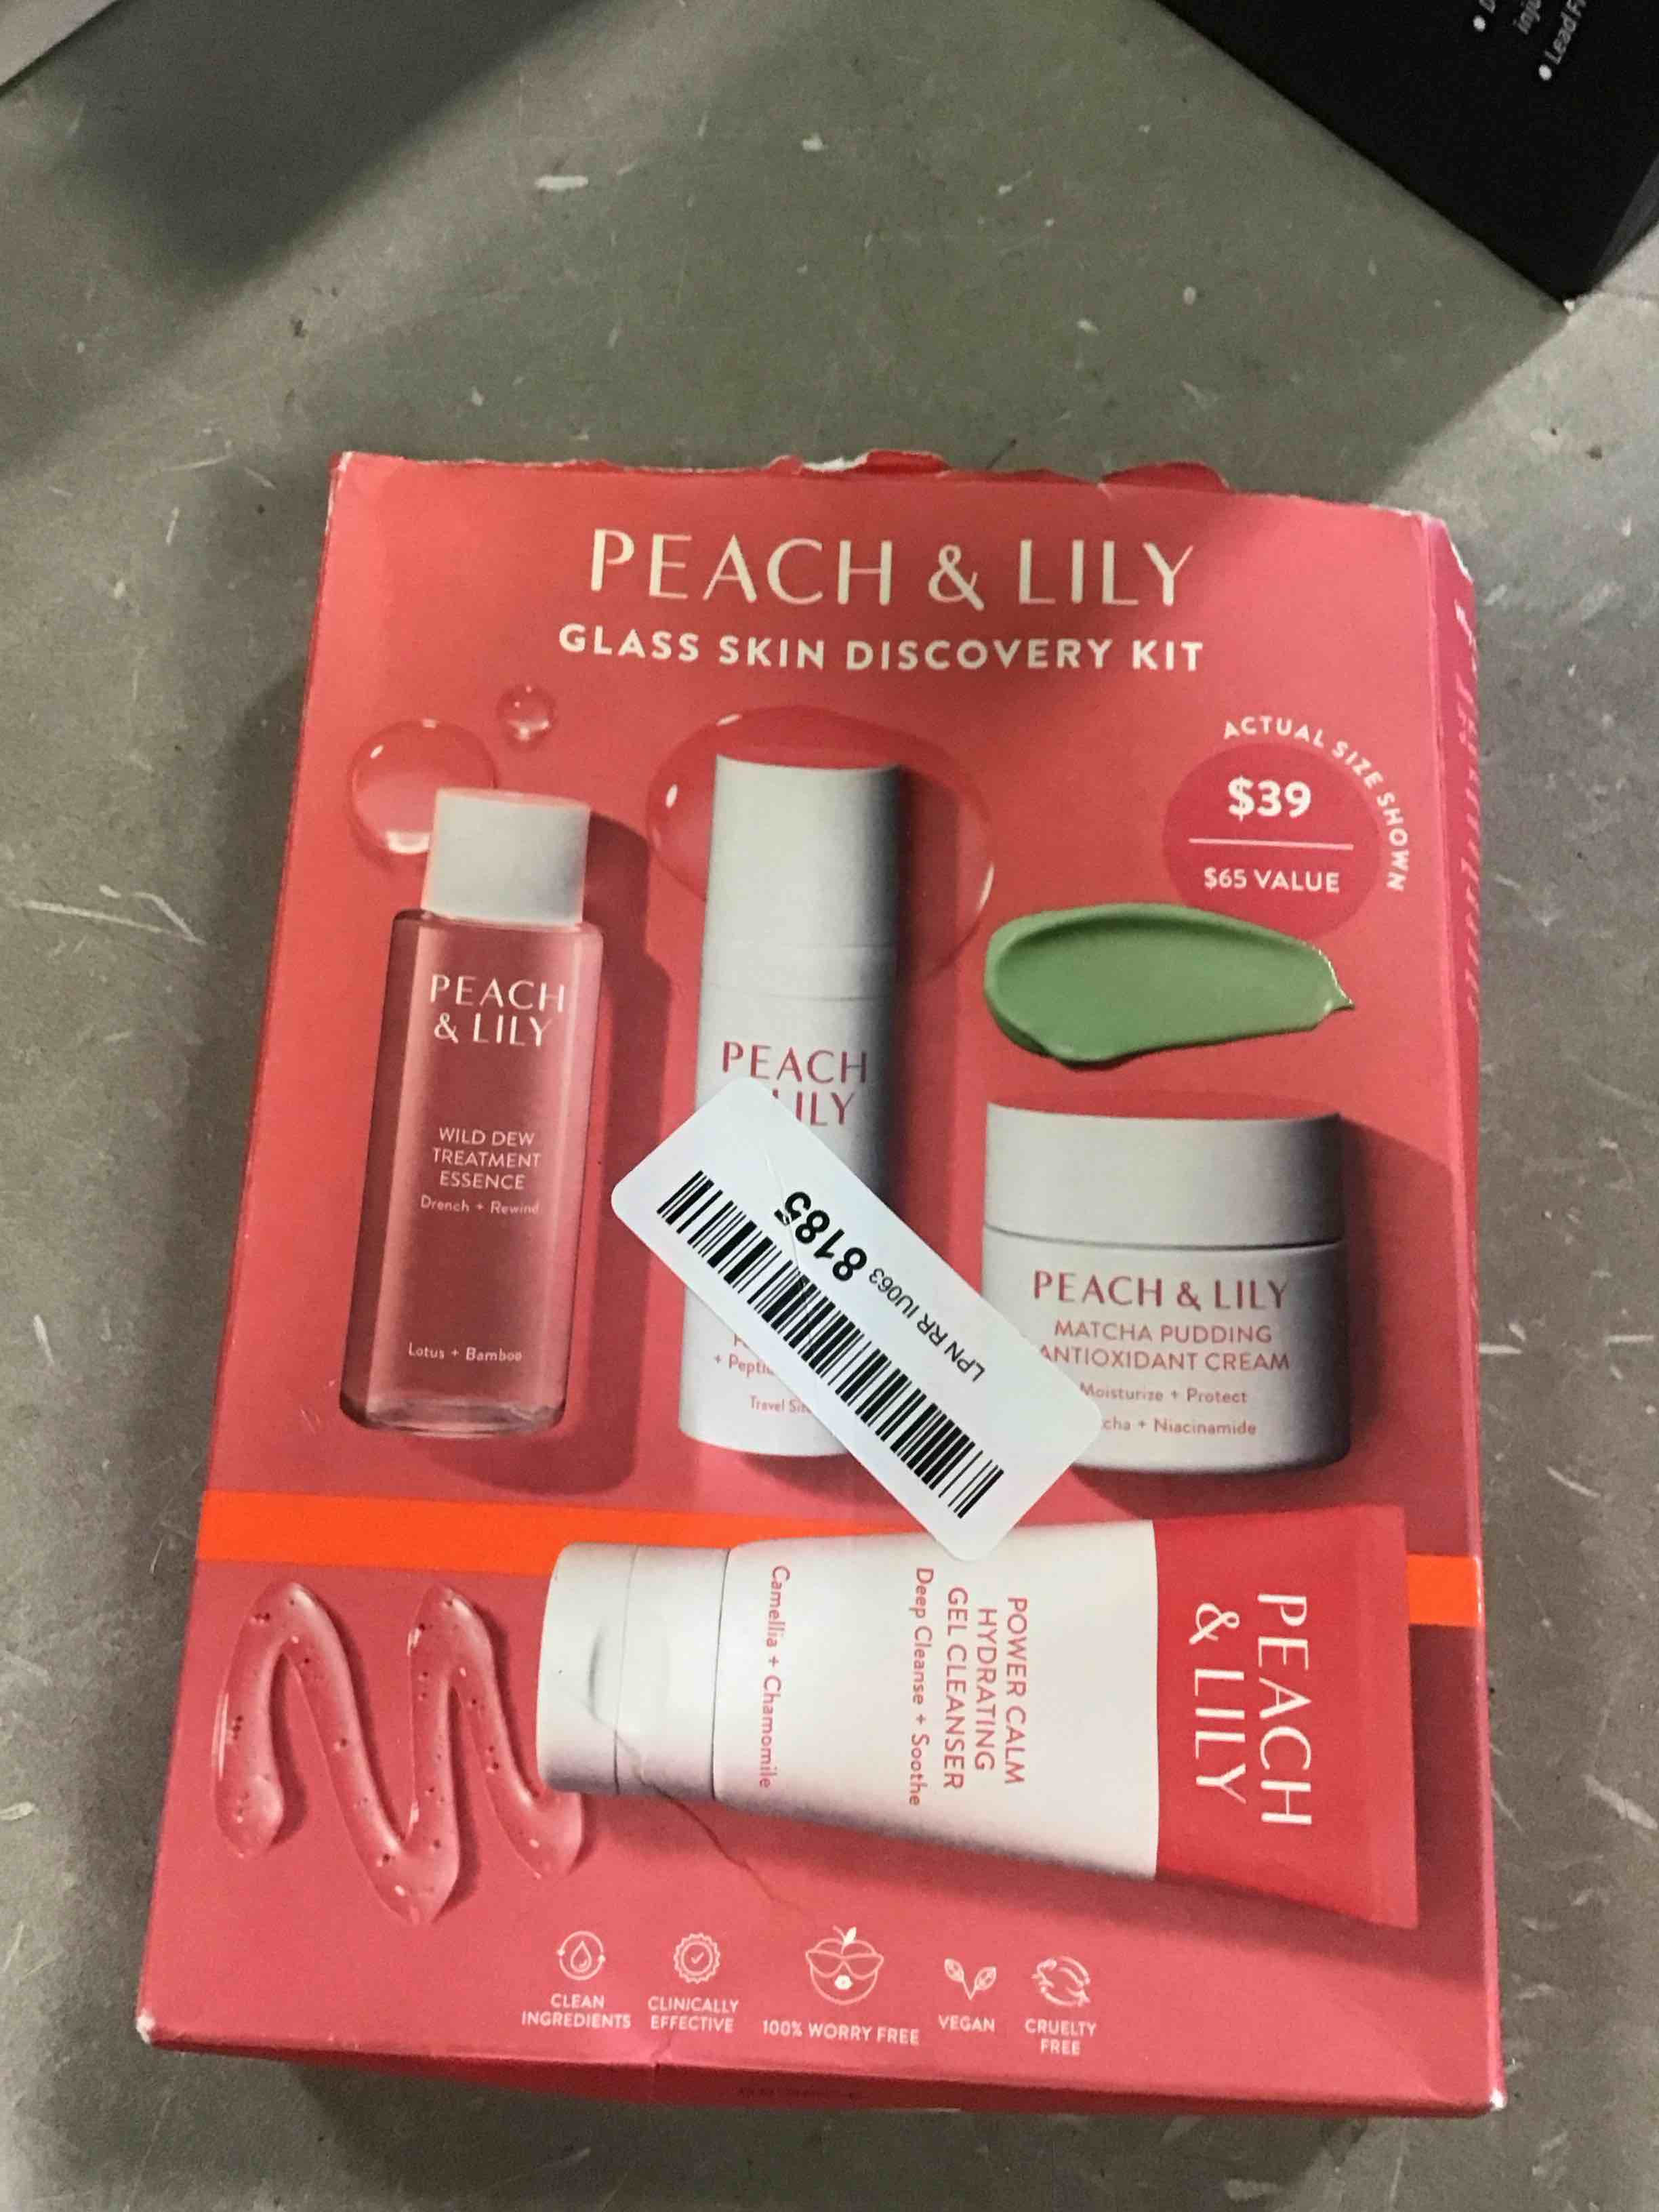 PEACH & LILY
GLASS SKIN DISCOVERY KIT
ACTUAL SIZE SHOWN
$39
$65 VALUE
PEACH
& LILY
WILD DEW
TREATMENT
ESSENCE
Drench + Rewind
Lotus + Bamboo
PEACH
LILY
Travel
LPN RR IU063 8185
PEACH & LILY
MATCHA PUDDING
ANTIOXIDANT CREAM
Moisturize + Protect
+ Niacinamide
PEACH
& LILY
POWER CALM
HYDRATING
GEL CLEANSER
Deep Cleanse + Soothe
Camellia + Chamomile
CLEAN
INGREDIENTS
CLINICALLY
EFFECTIVE
100% WORRY FREE
VEGAN
CRUELTY
FREE